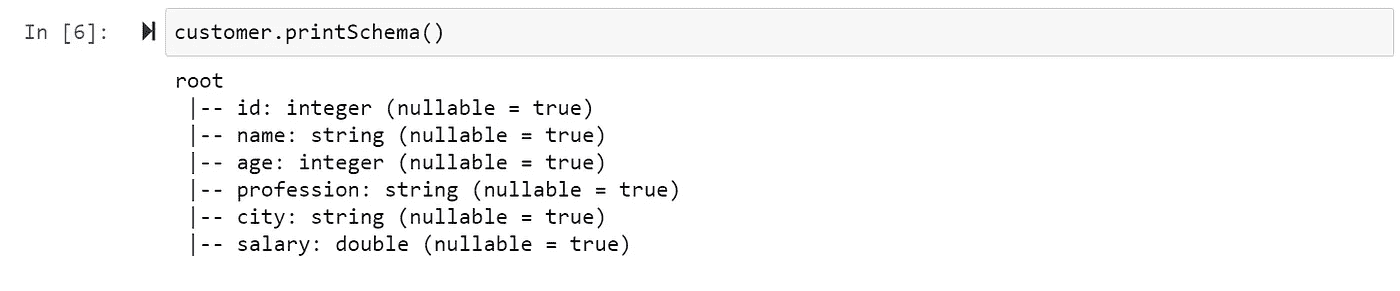 In [6]: customer.printSchema()
root
 |-- id: integer (nullable = true)
 |-- name: string (nullable = true)
 |-- age: integer (nullable = true)
 |-- profession: string (nullable = true)
 |-- city: string (nullable = true)
 |-- salary: double (nullable = true)